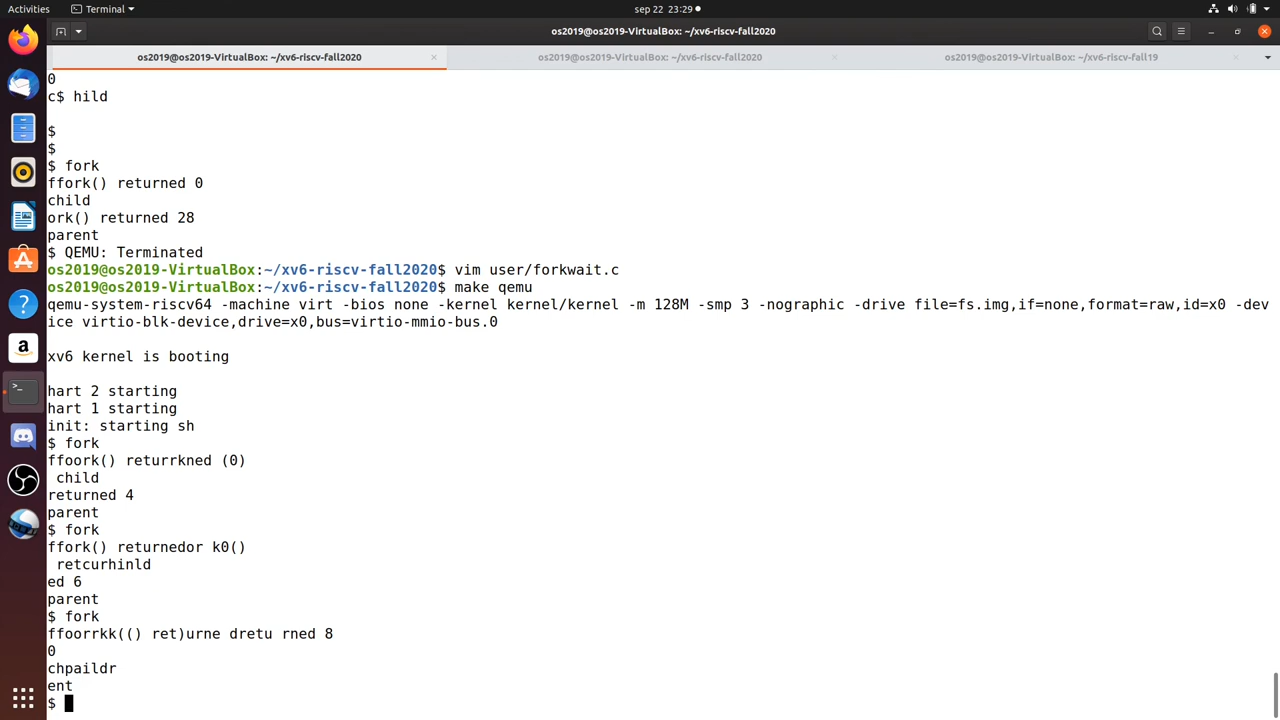 Activities
Terminal
sep 22 23:29
os2019@os2019-VirtualBox: ~/xv6-riscv-fall2020
os2019@os2019-VirtualBox: ~/xv6-riscv-fall2020
os2019@os2019-VirtualBox: ~/xv6-riscv-fall2020
os2019@os2019-VirtualBox: ~/xv6-riscv-fall19
0
c$ hild
$
$
$ fork
ffork() returned 0
child
ork() returned 28
parent
$ QEMU: Terminated
os2019@os2019-VirtualBox:~/xv6-riscv-fall2020$ vim user/forkwait.c
os2019@os2019-VirtualBox:~/xv6-riscv-fall2020$ make qemu
qemu-system-riscv64 -machine virt -bios none -kernel kernel/kernel -m 128M -smp 3 -nographic -drive file=fs.img,if=none,format=raw,id=x0 -dev
ice virtio-blk-device,drive=x0,bus=virtio-mmio-bus.0
xv6 kernel is booting
hart 2 starting
hart 1 starting
init: starting sh
$ fork
ffoork() returrkned (0)
 child
returned 4
parent
$ fork
ffork() returnedor k0()
 retcurhinld
ed 6
parent
$ fork
ffoorrkk(() ret)urne dretu rned 8
0
chpaildr
ent
$